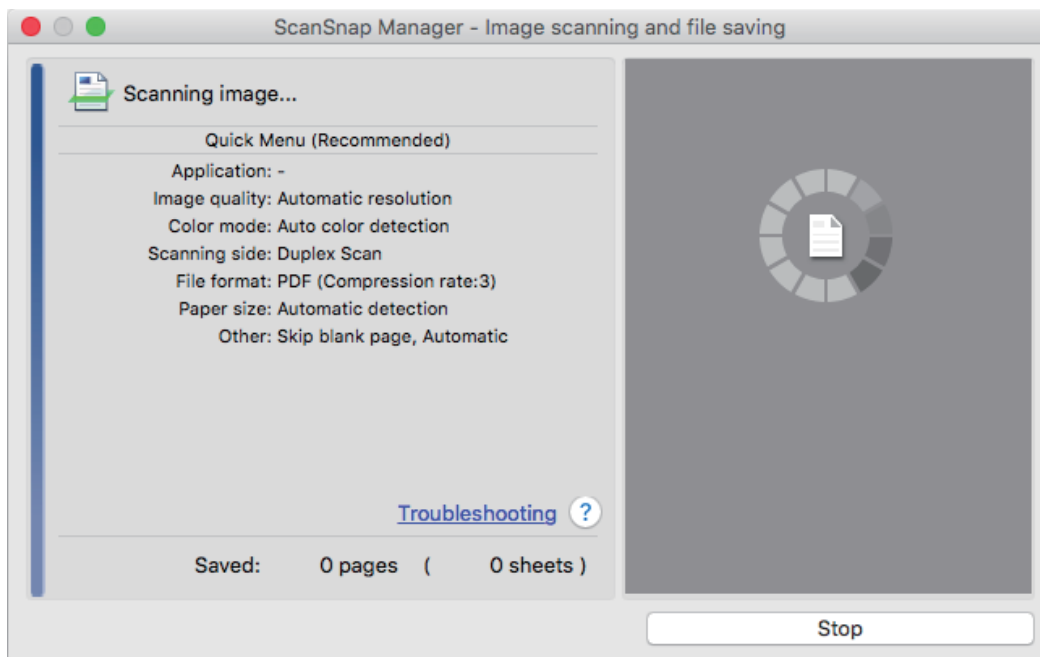 ScanSnap Manager - Image scanning and file saving
Scanning image...
Quick Menu (Recommended)
Application: -
Image quality: Automatic resolution
Color mode: Auto color detection
Scanning side: Duplex Scan
File format: PDF (Compression rate:3)
Paper size: Automatic detection
Other: Skip blank page, Automatic
Troubleshooting ?
Saved: 0 pages ( 0 sheets )
Stop